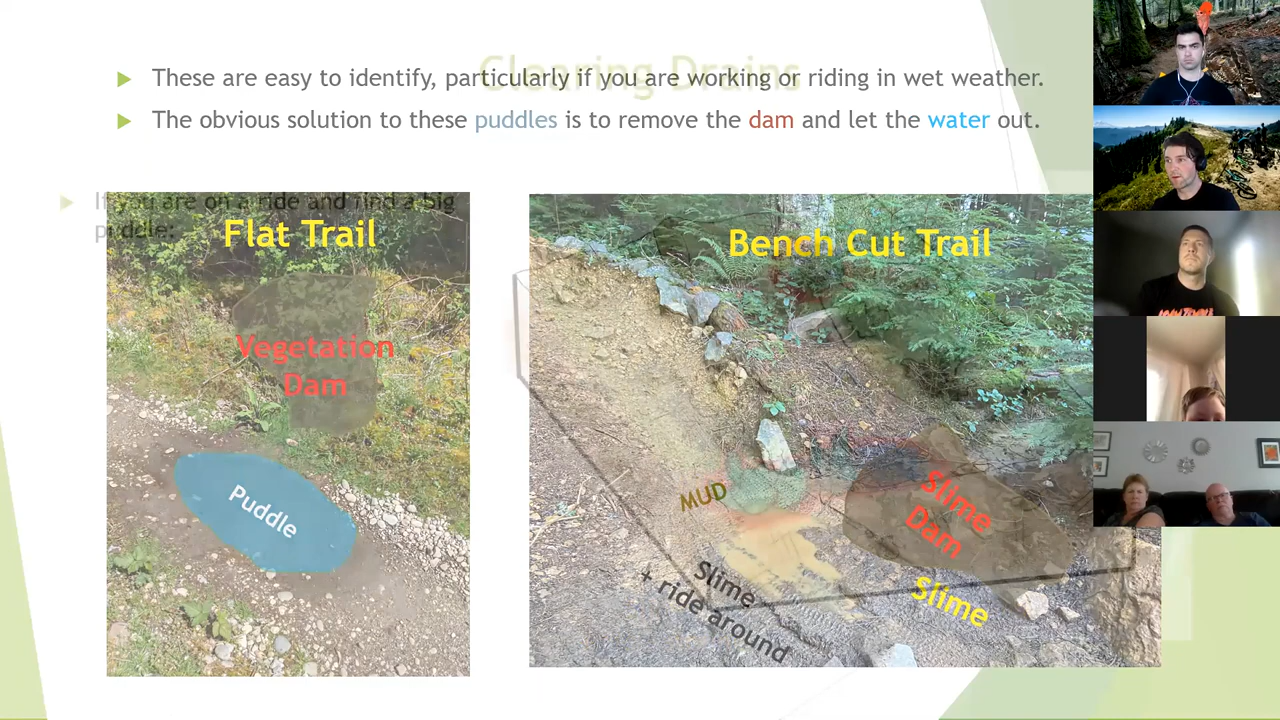 Clearing Drains
These are easy to identify, particularly if you are working or riding in wet weather.
The obvious solution to these puddles is to remove the dam and let the water out.
If you are on a ride and find a big
puddle:
Flat Trail
Vegetation
Dam
Puddle
Bench Cut Trail
MUD
Slime
Dam
Slime
+ ride around
Slime